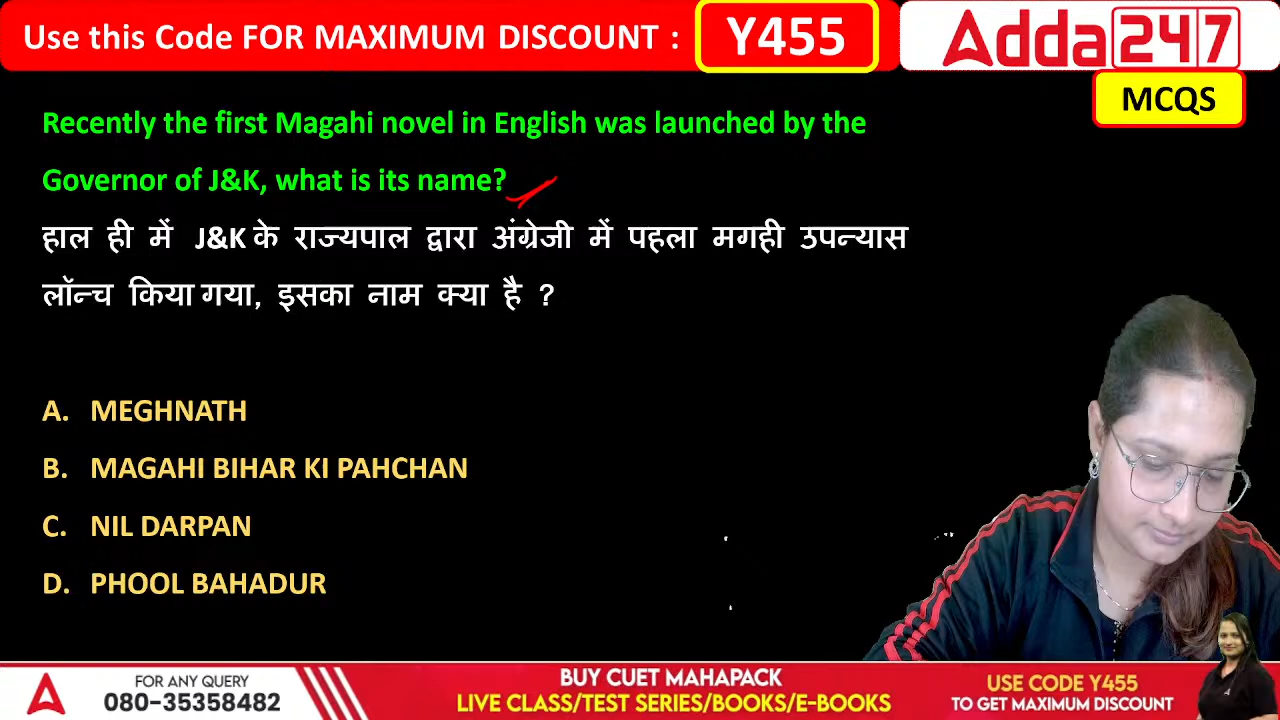 Use this Code FOR MAXIMUM DISCOUNT :
Y455
Adda247
MCQS
Recently the first Magahi novel in English was launched by the
Governor of J&K, what is its name?
हाल ही में J&K के राज्यपाल द्वारा अंग्रेजी में पहला मगही उपन्यास
लॉन्च किया गया, इसका नाम क्या है ?
A. MEGHNATH
B. MAGAHI BIHAR KI PAHCHAN
C. NIL DARPAN
D. PHOOL BAHADUR
FOR ANY QUERY
080-35358482
BUY CUET MAHAPACK
LIVE CLASS/TEST SERIES/BOOKS/E-BOOKS
USE CODE Y455
TO GET MAXIMUM DISCOUNT